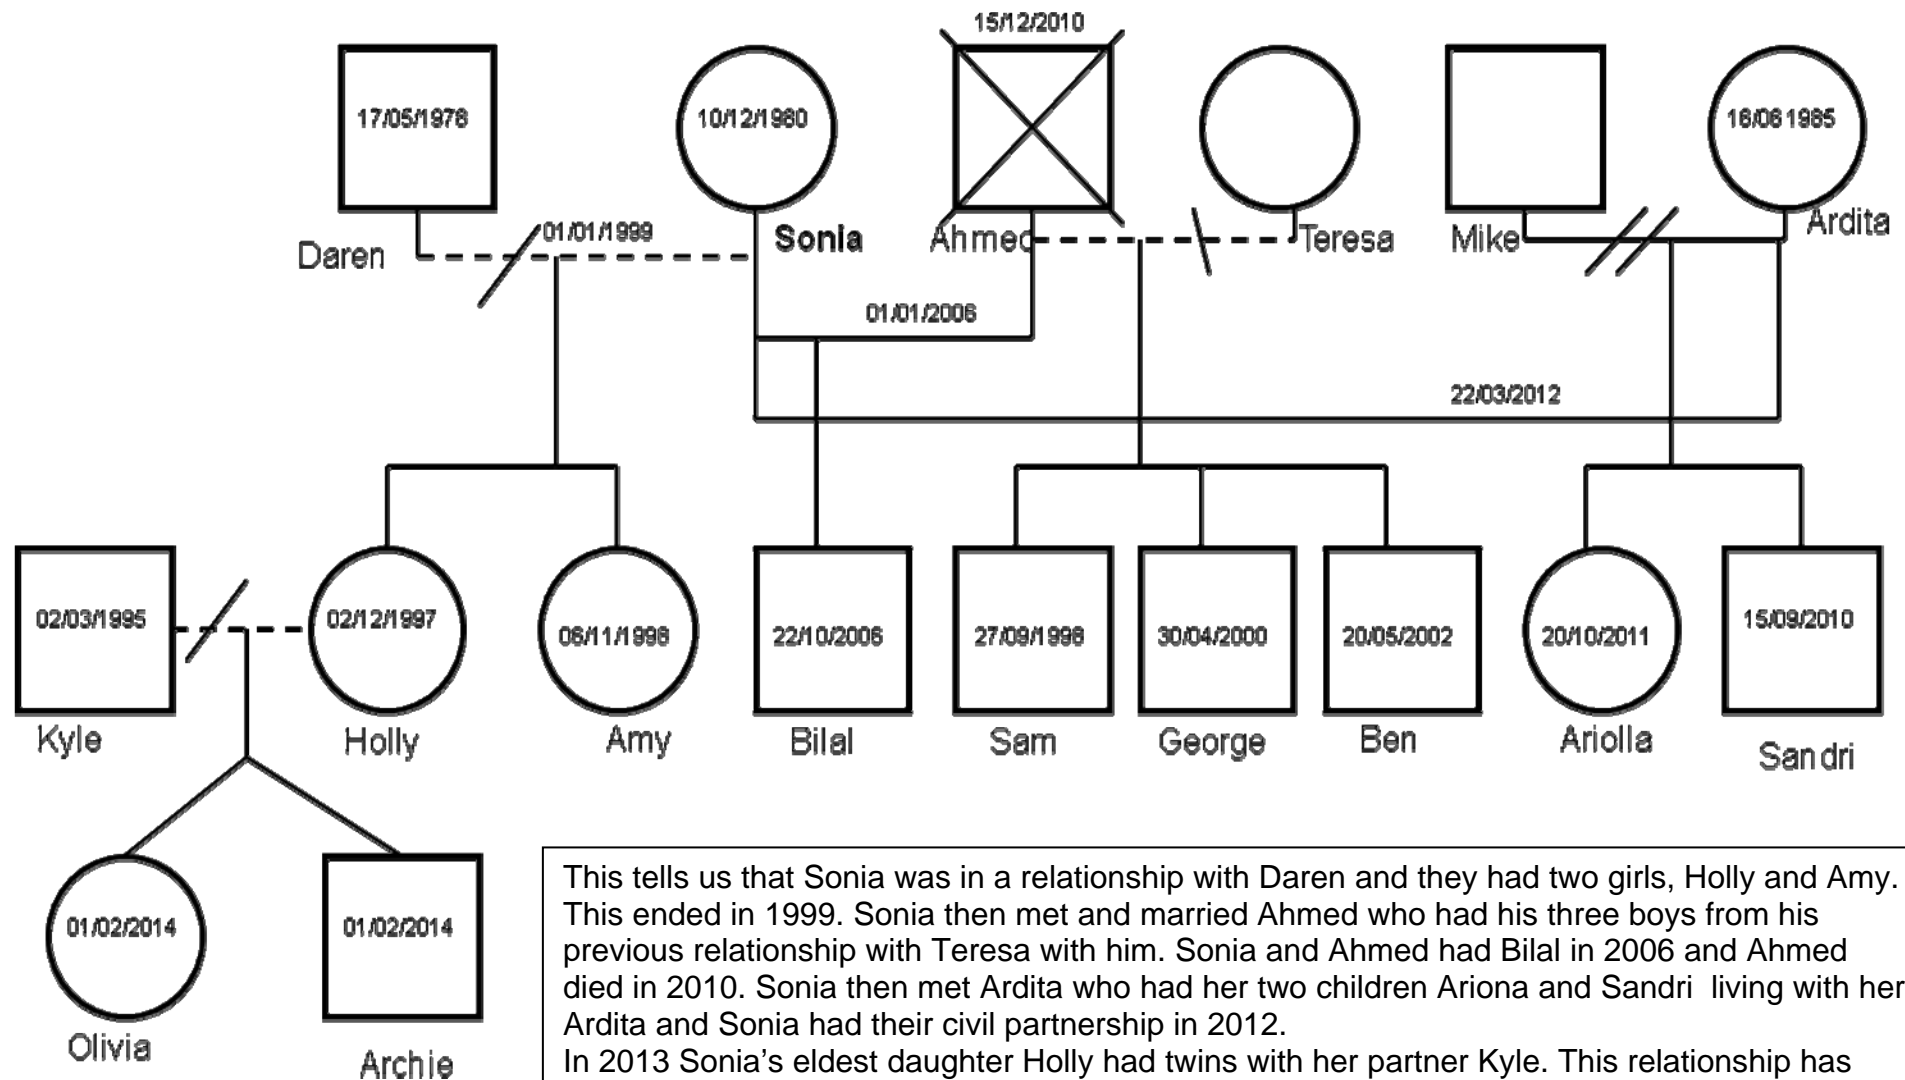 15/12/2010
17/05/1978
10/12/1980
16/06 1985
01/01/1999
Daren
Sonia
Ahmed
Teresa
Mike
Ardita
01/01/2006
22/03/2012
02/03/1995
02/12/1997
06/11/1998
22/10/2006
27/09/1998
30/04/2000
20/05/2002
20/10/2011
15/09/2010
Kyle
Holly
Amy
Bilal
Sam
George
Ben
Ariolla
Sandri
01/02/2014
01/02/2014
Olivia
Archie
This tells us that Sonia was in a relationship with Daren and they had two girls, Holly and Amy.
This ended in 1999. Sonia then met and married Ahmed who had his three boys from his
previous relationship with Teresa with him. Sonia and Ahmed had Bilal in 2006 and Ahmed
died in 2010. Sonia then met Ardita who had her two children Ariona and Sandri living with her
Ardita and Sonia had their civil partnership in 2012.
In 2013 Sonia’s eldest daughter Holly had twins with her partner Kyle. This relationship has